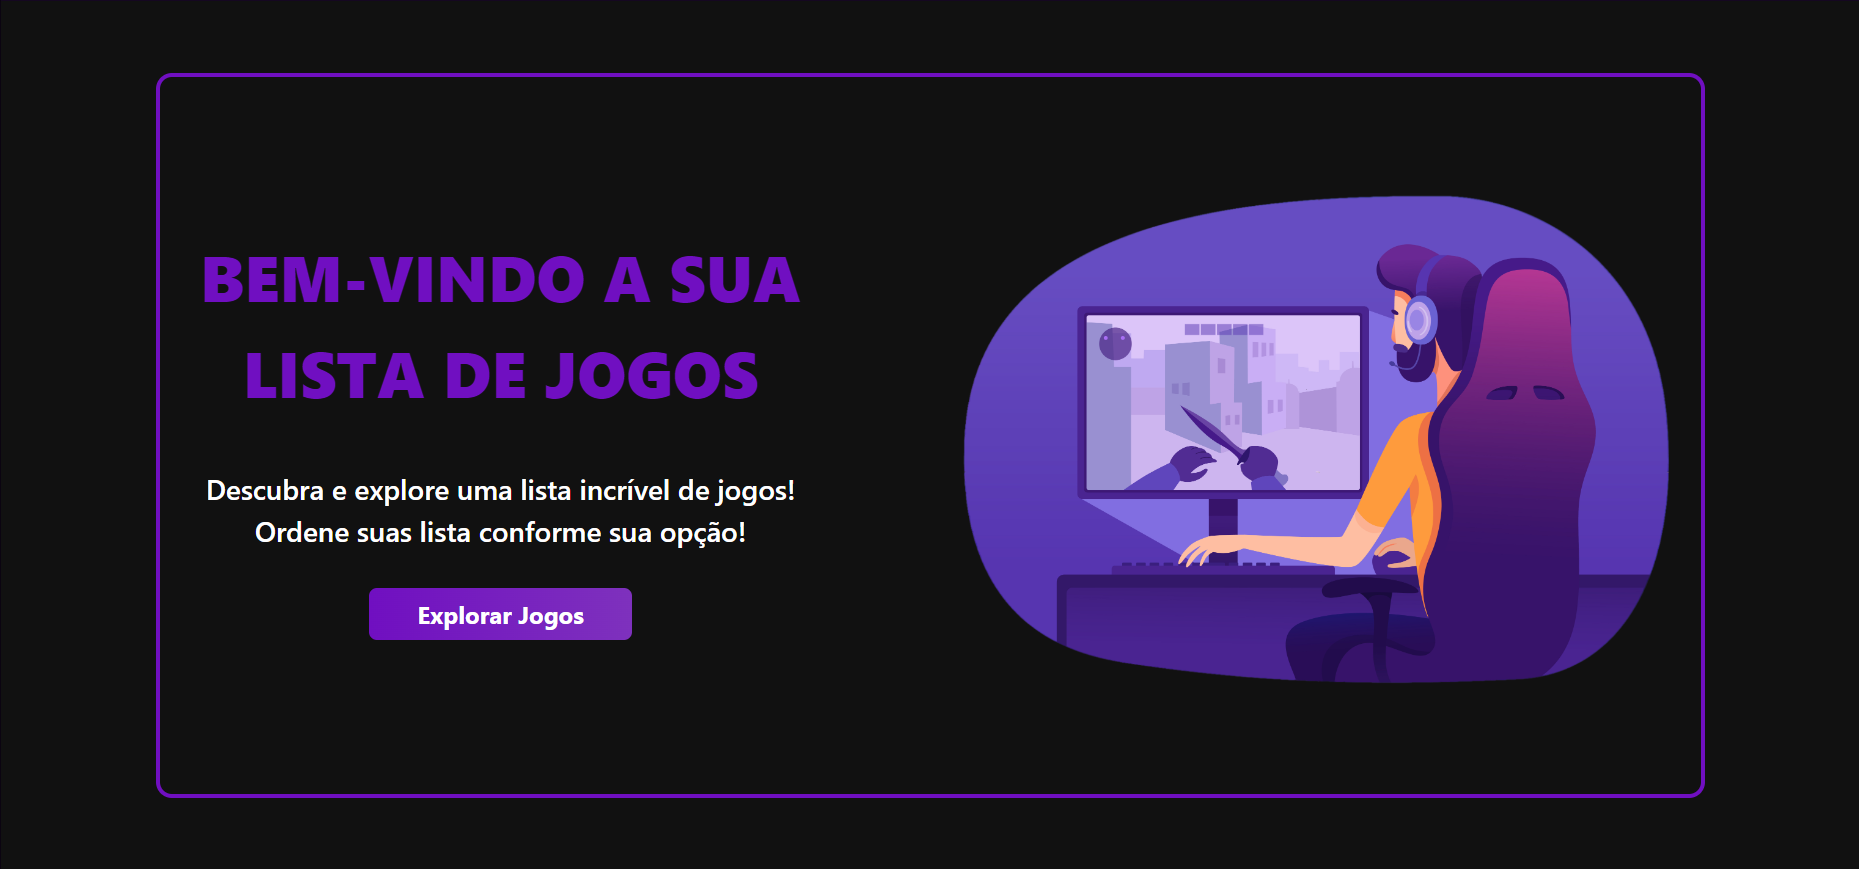 BEM-VINDO A SUA
LISTA DE JOGOS
Descubra e explore uma lista incrível de jogos!
Ordene suas lista conforme sua opção!
Explorar Jogos